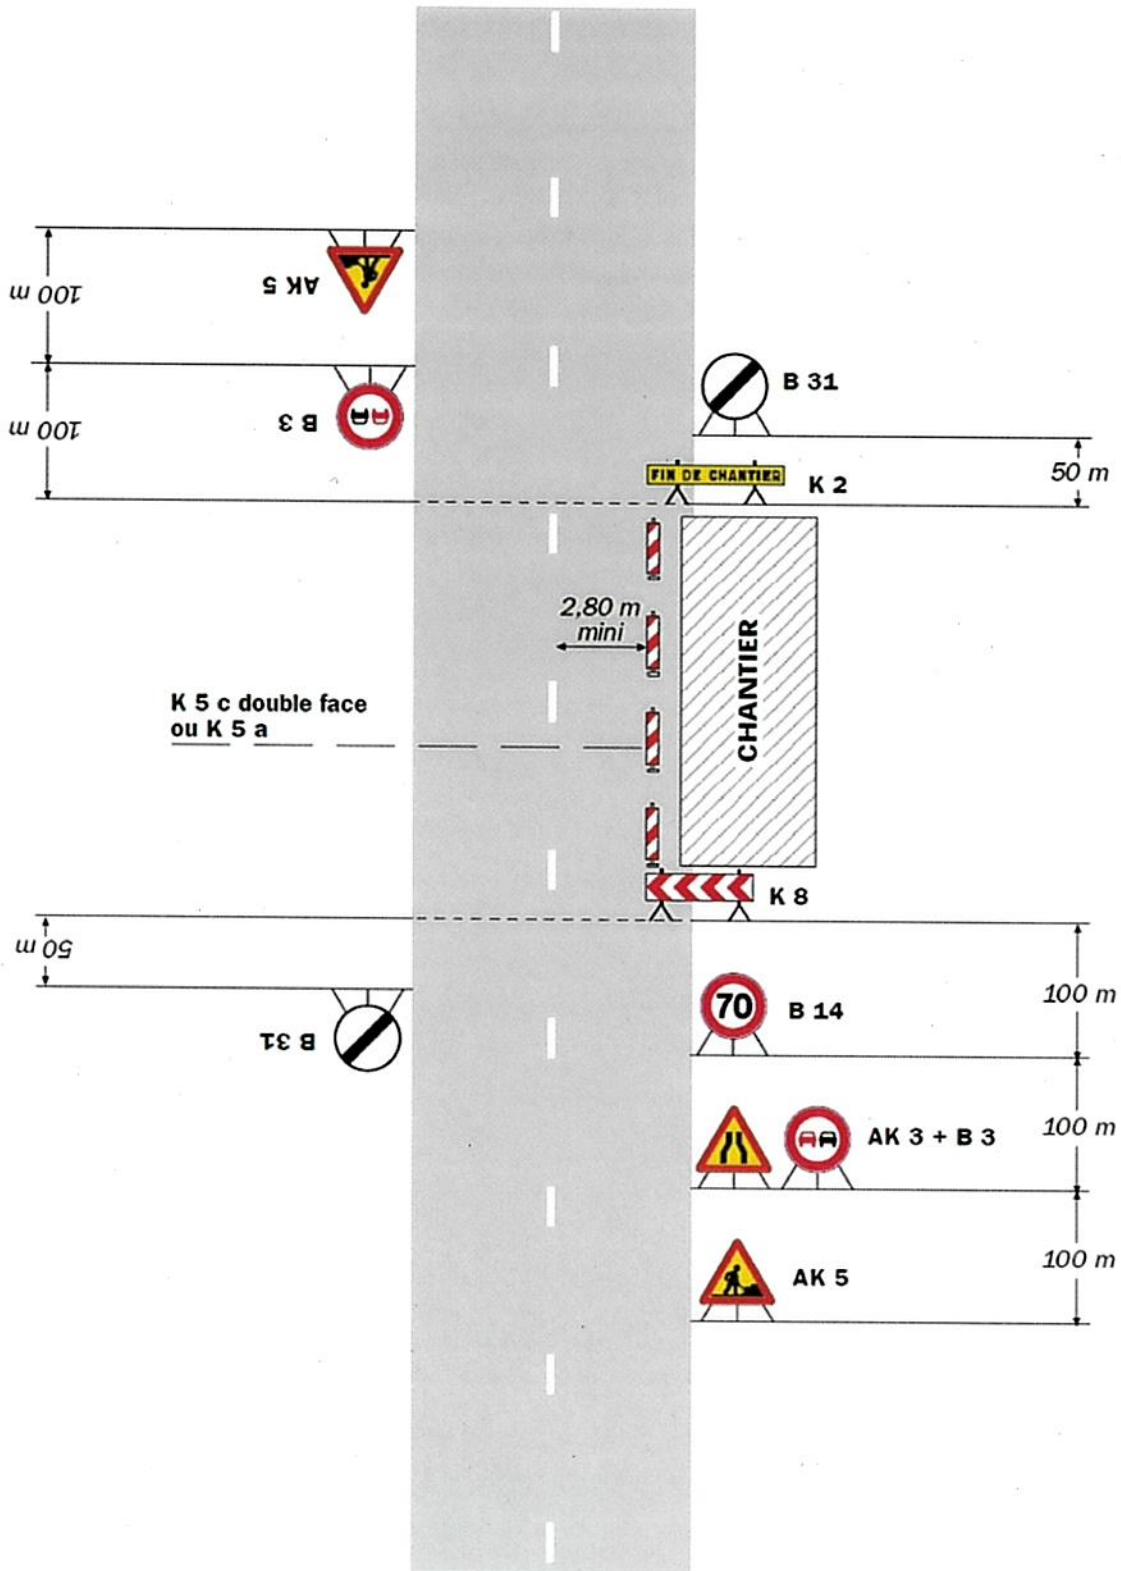 AK 5
100 m
B 3
100 m
B 31
FIN DE CHANTIER
K 2
50 m
2,80 m
mini
CHANTIER
K 5 c double face
ou K 5 a
K 8
50 m
B 31
70
B 14
100 m
AK 3 + B 3
100 m
AK 5
100 m